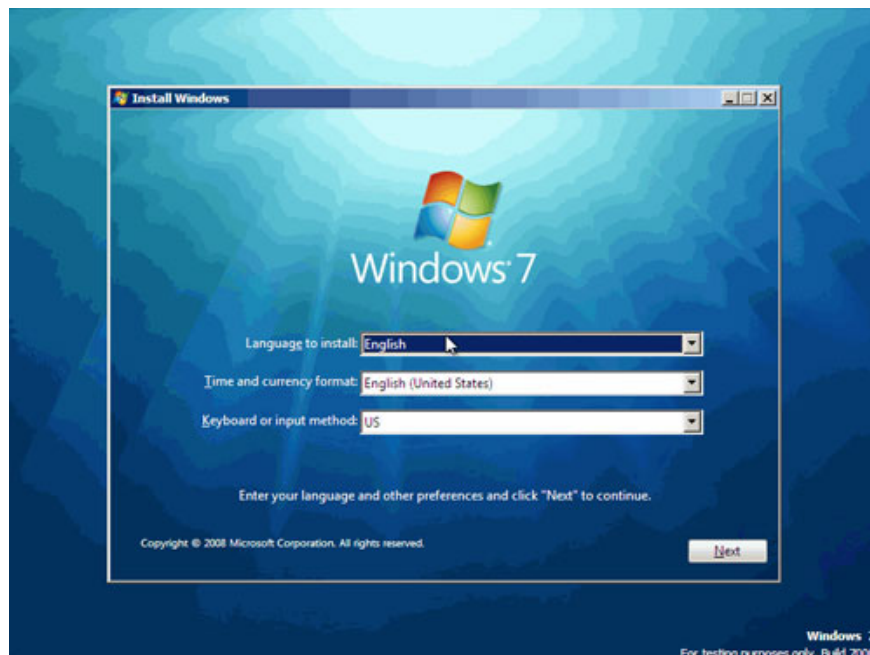 Install Windows
Windows 7
Language to install: English
Time and currency format: English (United States)
Keyboard or input method: US
Enter your language and other preferences and click "Next" to continue.
Copyright © 2008 Microsoft Corporation. All rights reserved.
Next
Windows
For testing purposes only. Build 700